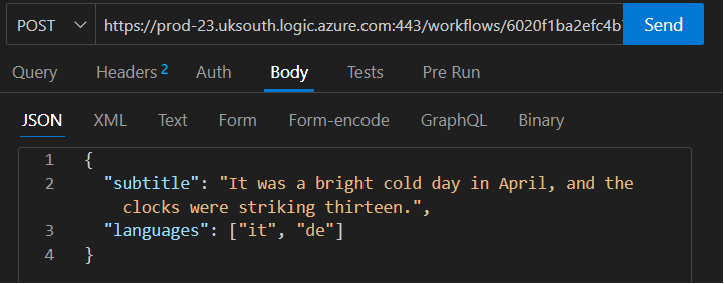 POST https://prod-23.uksouth.logic.azure.com:443/workflows/6020f1ba2efc4b Send
Query Headers 2 Auth Body Tests Pre Run
JSON XML Text Form Form-encode GraphQL Binary
1 {
2 "subtitle": "It was a bright cold day in April, and the
clocks were striking thirteen.",
3 "languages": ["it", "de"]
4 }